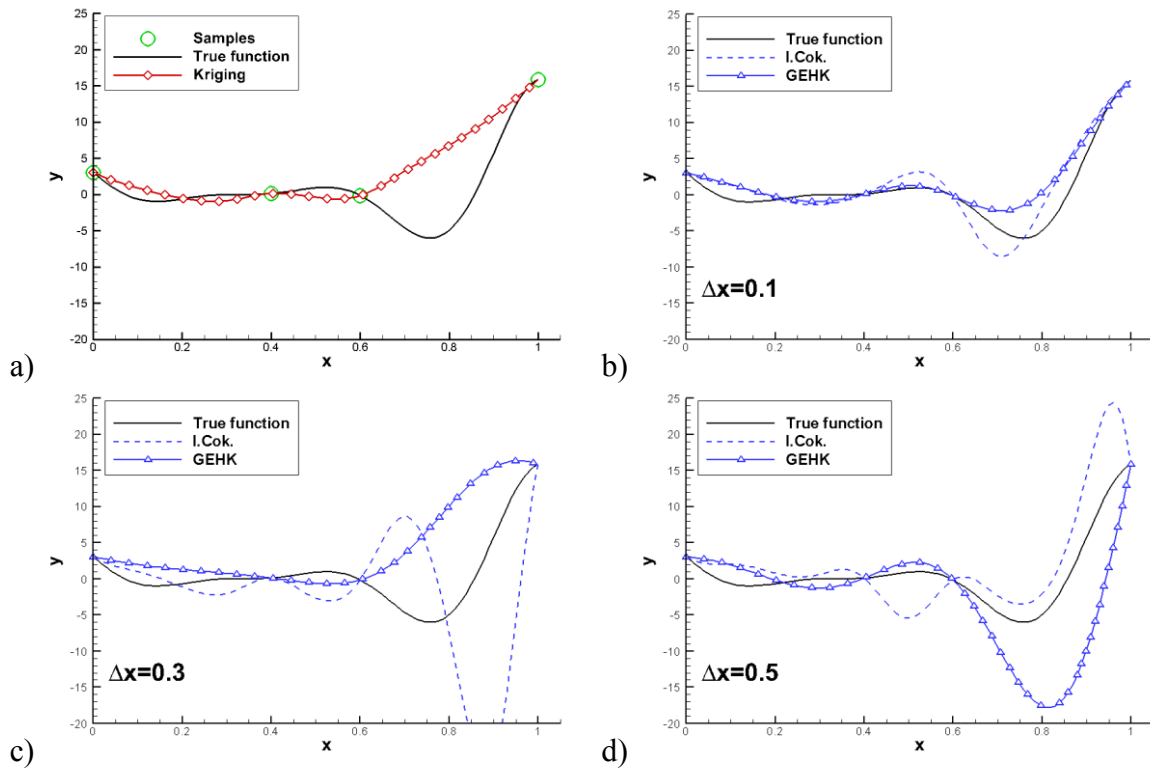 25
20
15
10
5
0
-5
-10
-15
-20
y
Samples
True function
Kriging
0 0.2 0.4 0.6 0.8 1
x
a)
25
20
15
10
5
0
-5
-10
-15
-20
y
True function
I.Cok.
GEHK
Δx=0.1
0 0.2 0.4 0.6 0.8 1
x
b)
25
20
15
10
5
0
-5
-10
-15
-20
y
True function
I.Cok.
GEHK
Δx=0.3
0 0.2 0.4 0.6 0.8 1
x
c)
25
20
15
10
5
0
-5
-10
-15
-20
y
True function
I.Cok.
GEHK
Δx=0.5
0 0.2 0.4 0.6 0.8 1
x
d)